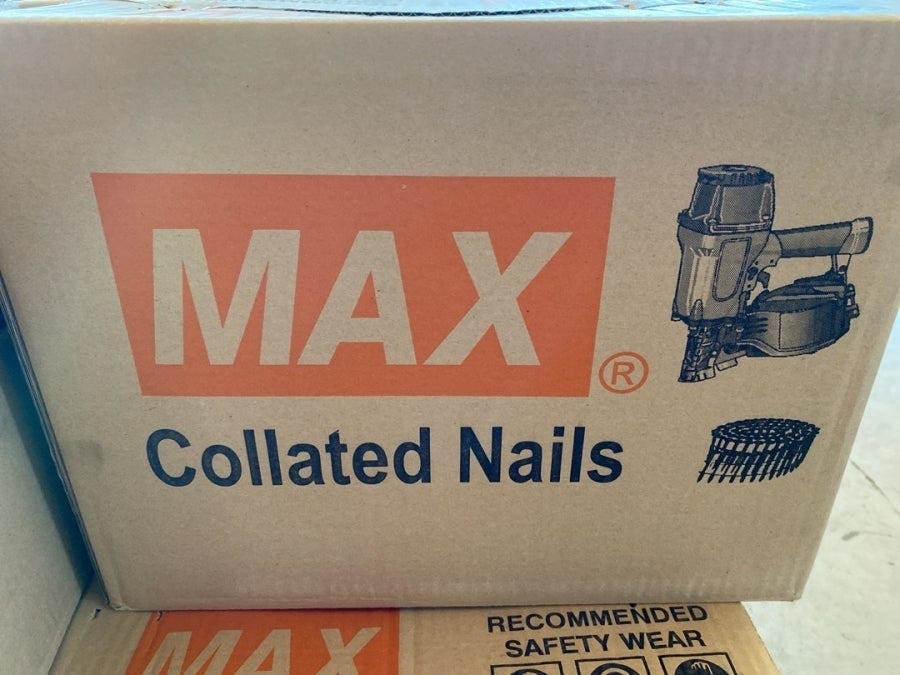 MAX
®
Collated Nails
MAX
RECOMMENDED
SAFETY WEAR